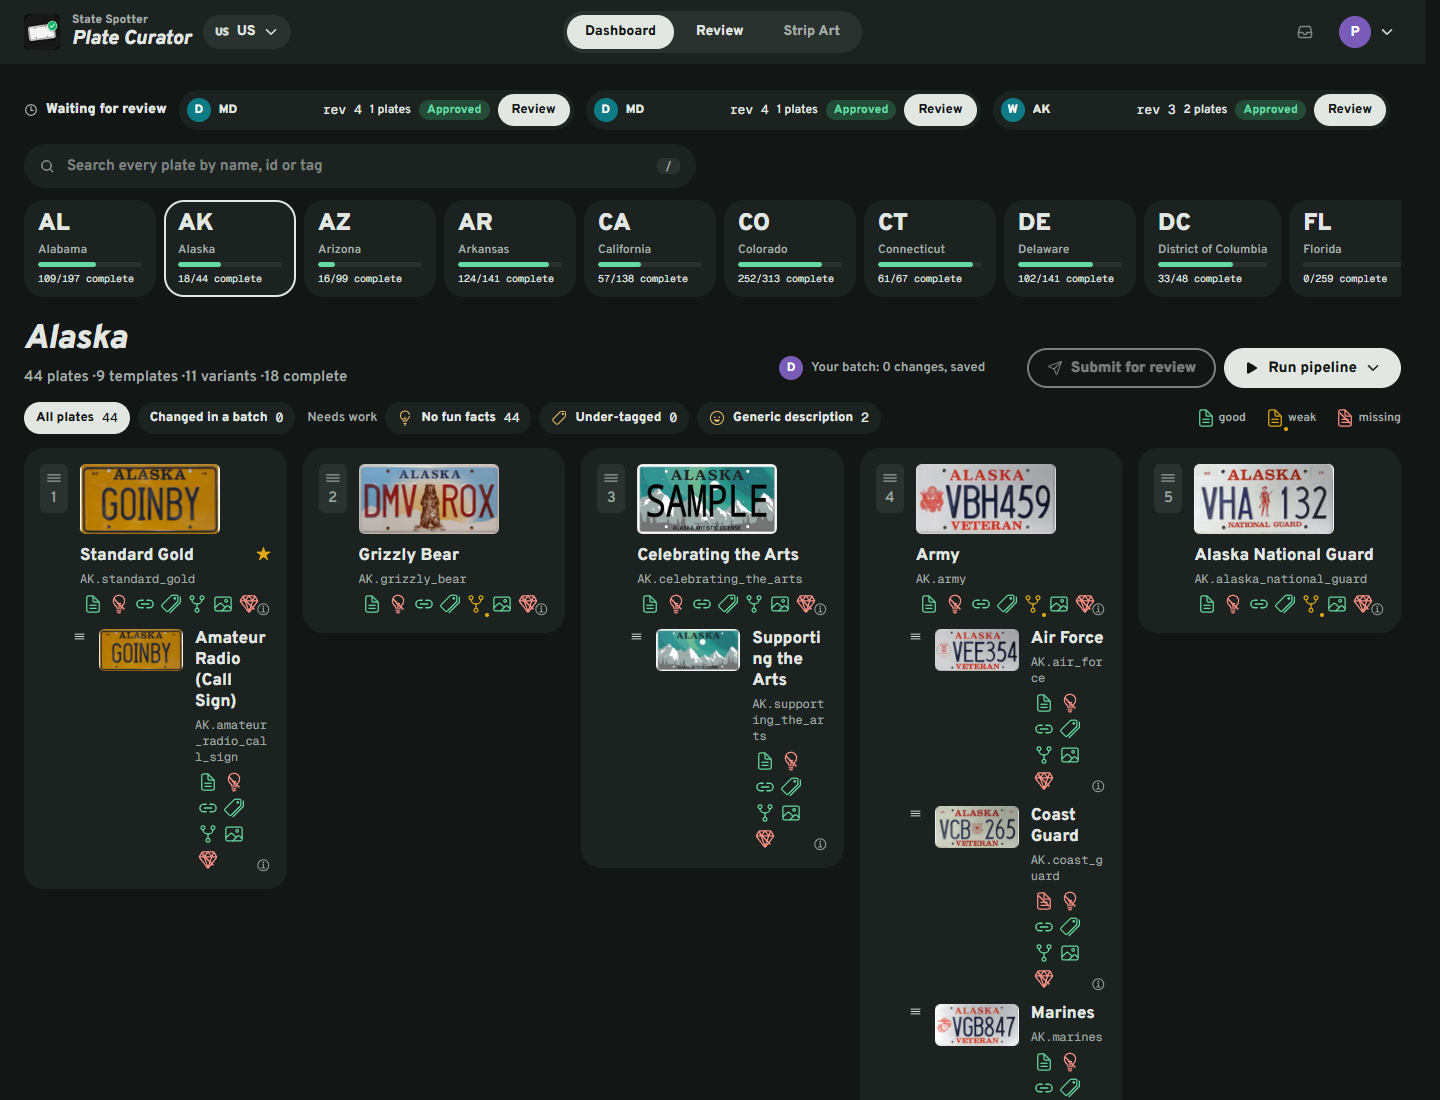 State Spotter
Plate Curator
US US
Dashboard
Review
Strip Art
P
Waiting for review
D MD rev 4 1 plates Approved Review
D MD rev 4 1 plates Approved Review
W AK rev 3 2 plates Approved Review
Search every plate by name, id or tag
/
AL
Alabama
109/197 complete
AK
Alaska
18/44 complete
AZ
Arizona
16/99 complete
AR
Arkansas
124/141 complete
CA
California
57/138 complete
CO
Colorado
252/313 complete
CT
Connecticut
61/67 complete
DE
Delaware
102/141 complete
DC
District of Columbia
33/48 complete
FL
Florida
0/259 complete
Alaska
44 plates ·9 templates ·11 variants ·18 complete
D Your batch: 0 changes, saved
Submit for review
Run pipeline
All plates 44
Changed in a batch 0
Needs work
No fun facts 44
Under-tagged 0
Generic description 2
good
weak
missing
1
ALASKA
GOINBY
Standard Gold
AK.standard_gold
ALASKA
GOINBY
Amateur
Radio
(Call
Sign)
AK.amateur
_radio_cal
l_sign
2
DMV ROX
Grizzly Bear
AK.grizzly_bear
3
ALASKA
SAMPLE
ALASKA ARTISTIC LICENSE
Celebrating the Arts
AK.celebrating_the_arts
ALASKA
Supporti
ng the
Arts
AK.support
ing_the_ar
ts
4
ALASKA
VBH459
VETERAN
Army
AK.army
ALASKA
VEE354
VETERAN
Air Force
AK.air_for
ce
ALASKA
VCB 265
VETERAN
Coast
Guard
AK.coast_g
uard
ALASKA
VGB847
VETERAN
Marines
AK.marines
5
ALASKA
VHA 132
NATIONAL GUARD
Alaska National Guard
AK.alaska_national_guard